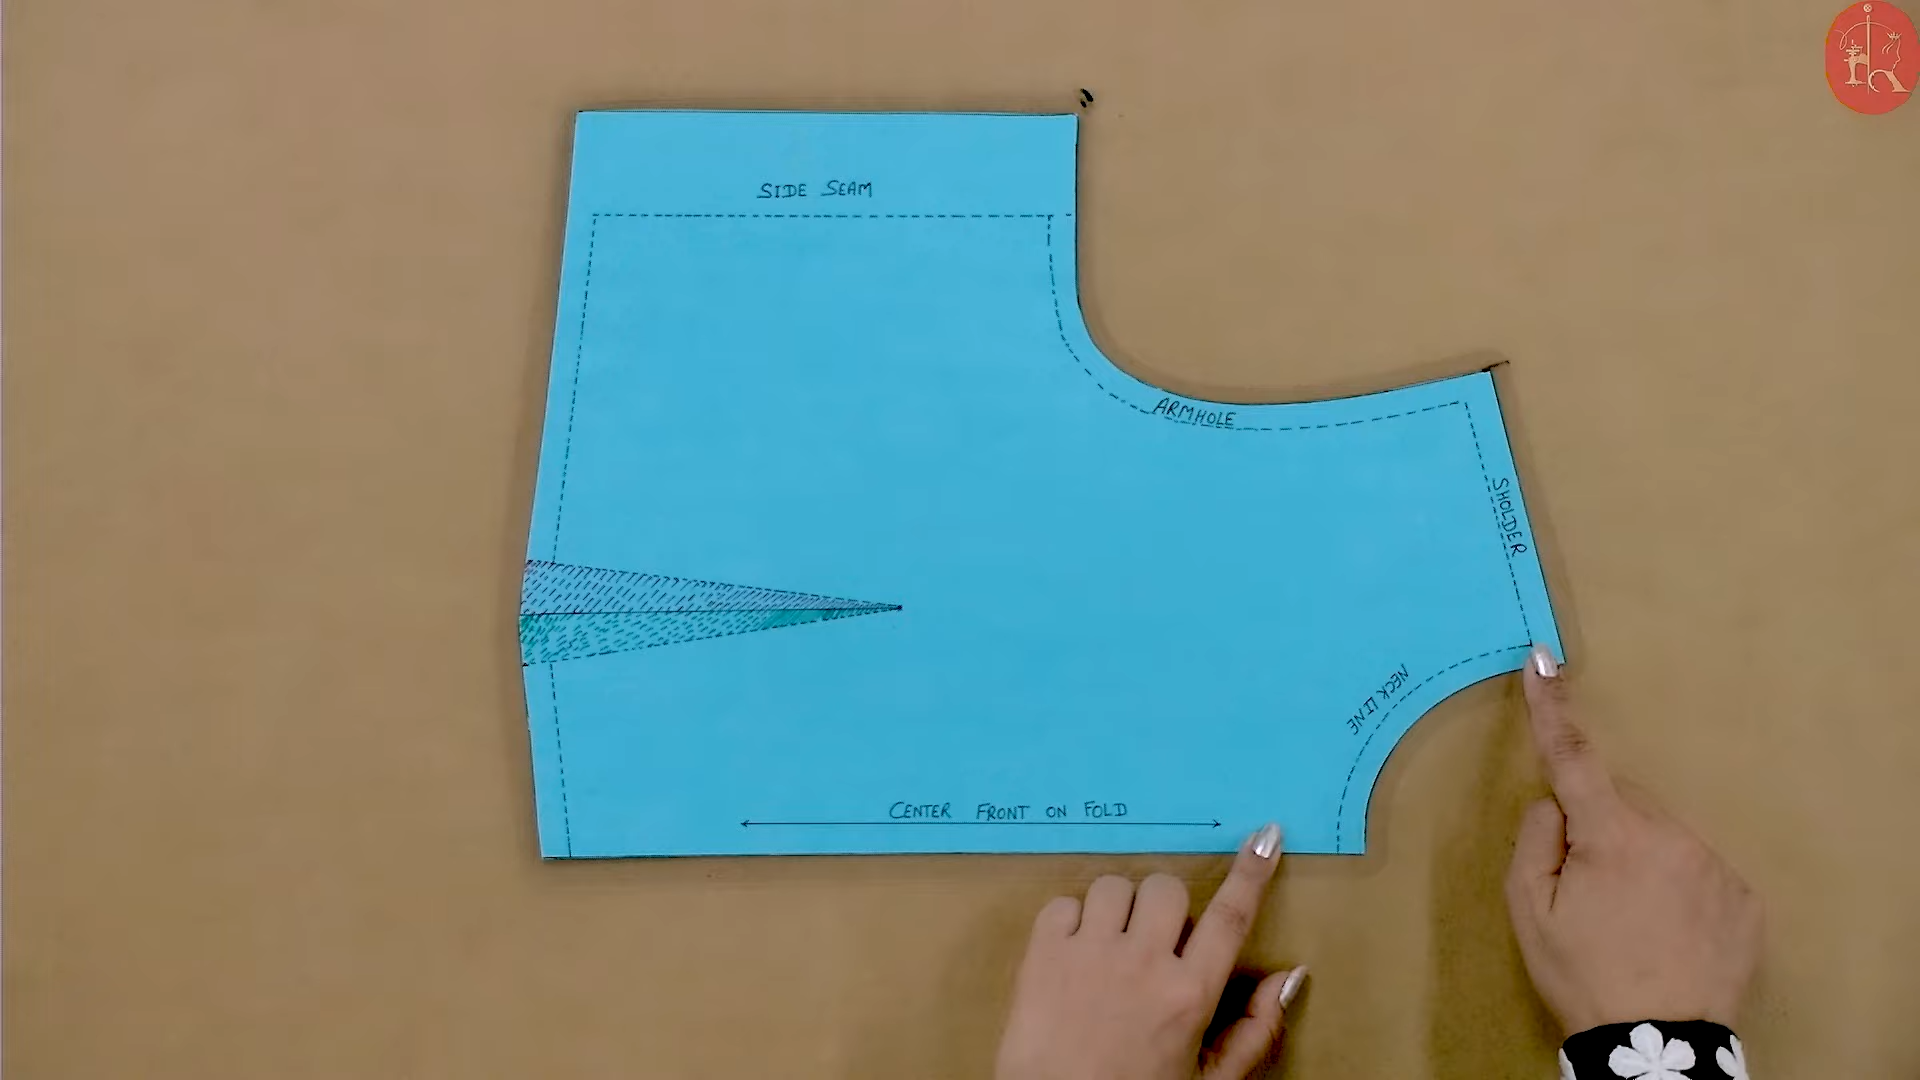 SIDE SEAM
ARMHOLE
SHOLDER
NECK LINE
CENTER FRONT ON FOLD